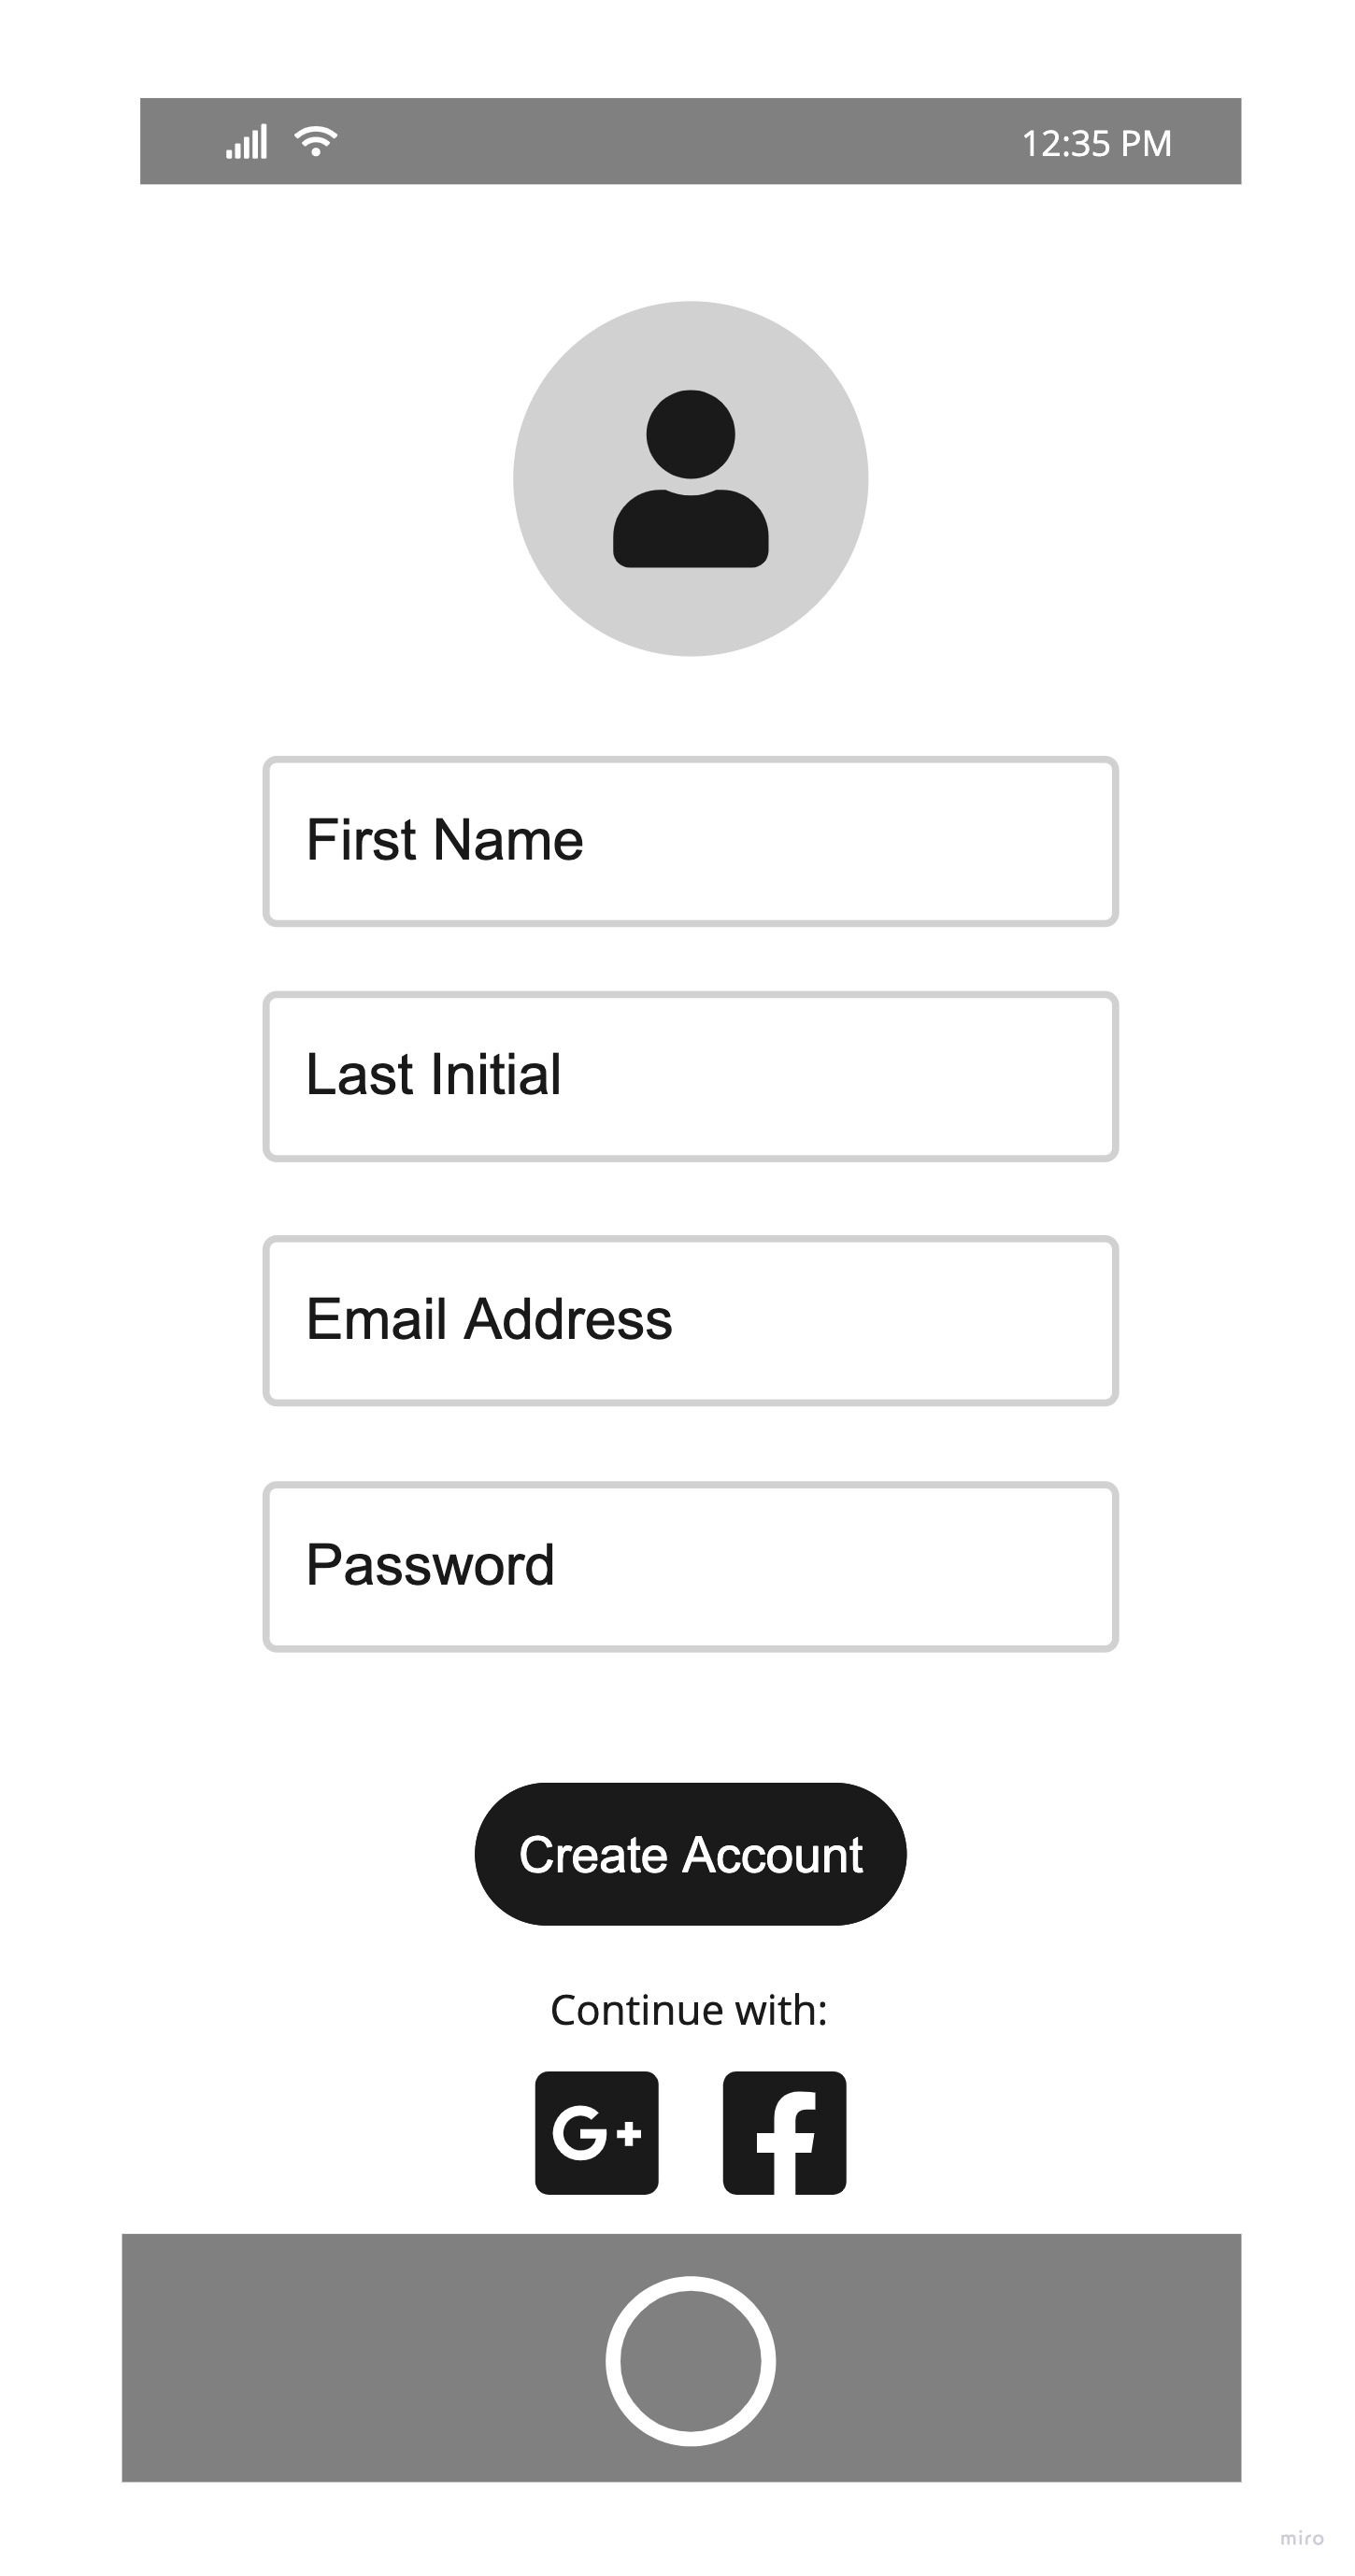 12:35 PM
First Name
Last Initial
Email Address
Password
Create Account
Continue with:
G+ f
miro